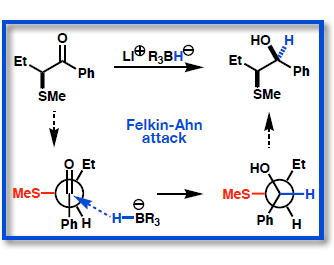 O
Et
Ph
SMe
Li⊕ R₃BH⊖
HO H
Et
Ph
SMe
Felkin-Ahn
attack
O Et
MeS
Ph H
⊖
H–BR₃
HO Et
MeS H
Ph H